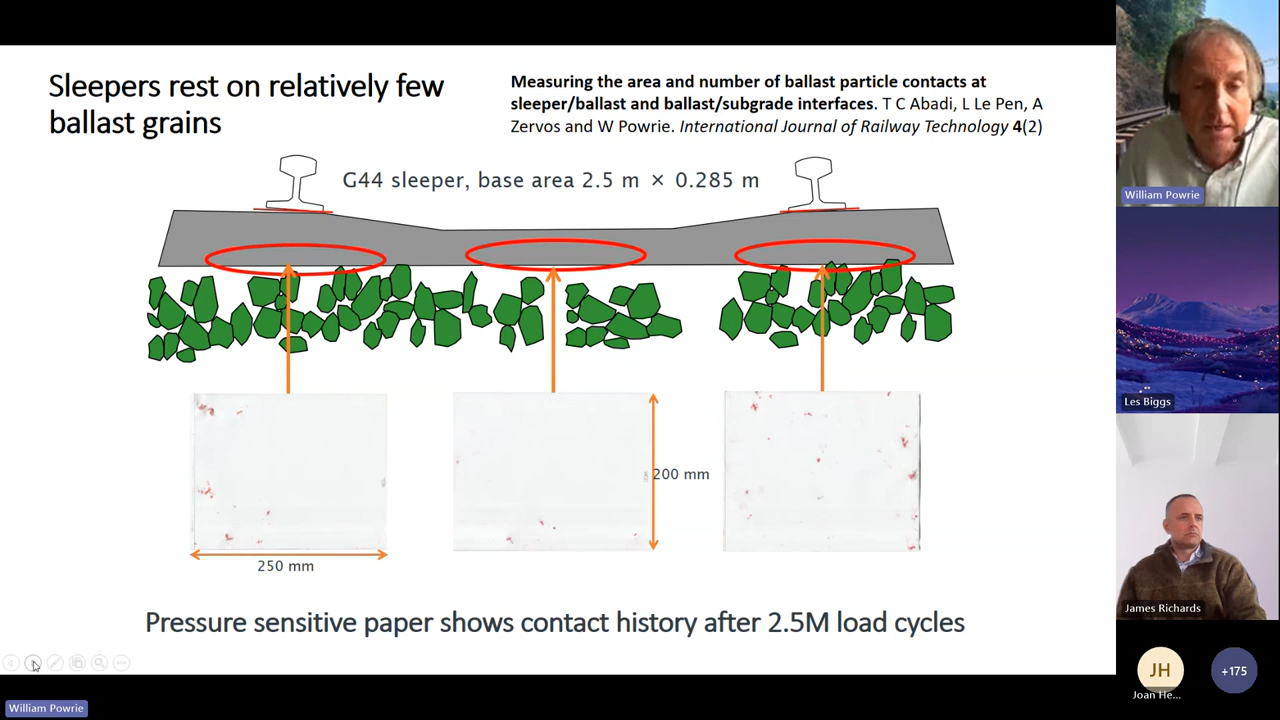 Sleepers rest on relatively few
ballast grains
Measuring the area and number of ballast particle contacts at
sleeper/ballast and ballast/subgrade interfaces. T C Abadi, L Le Pen, A
Zervos and W Powrie. International Journal of Railway Technology 4(2)
G44 sleeper, base area 2.5 m × 0.285 m
200 mm
250 mm
Pressure sensitive paper shows contact history after 2.5M load cycles
William Powrie
William Powrie
Les Biggs
James Richards
JH
Joan He...
+175